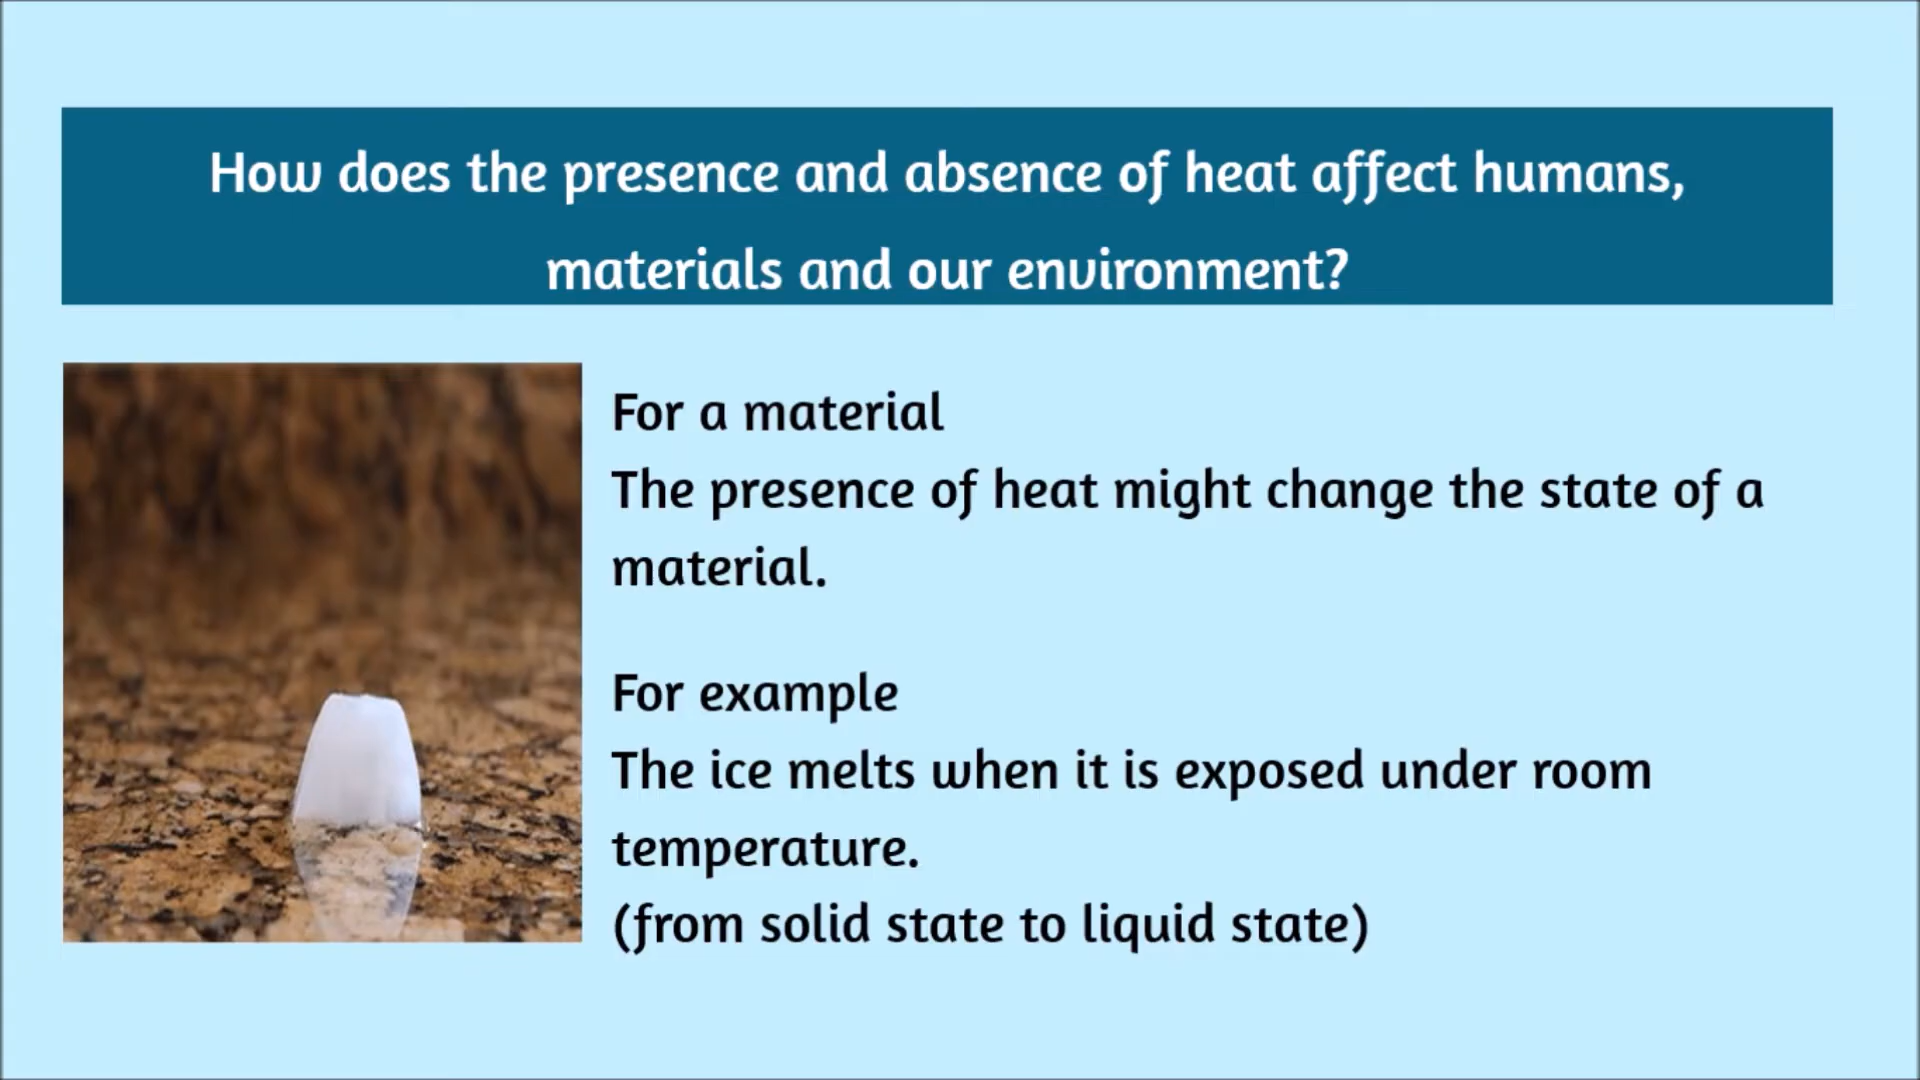 How does the presence and absence of heat affect humans,
materials and our environment?
For a material
The presence of heat might change the state of a
material.
For example
The ice melts when it is exposed under room
temperature.
(from solid state to liquid state)